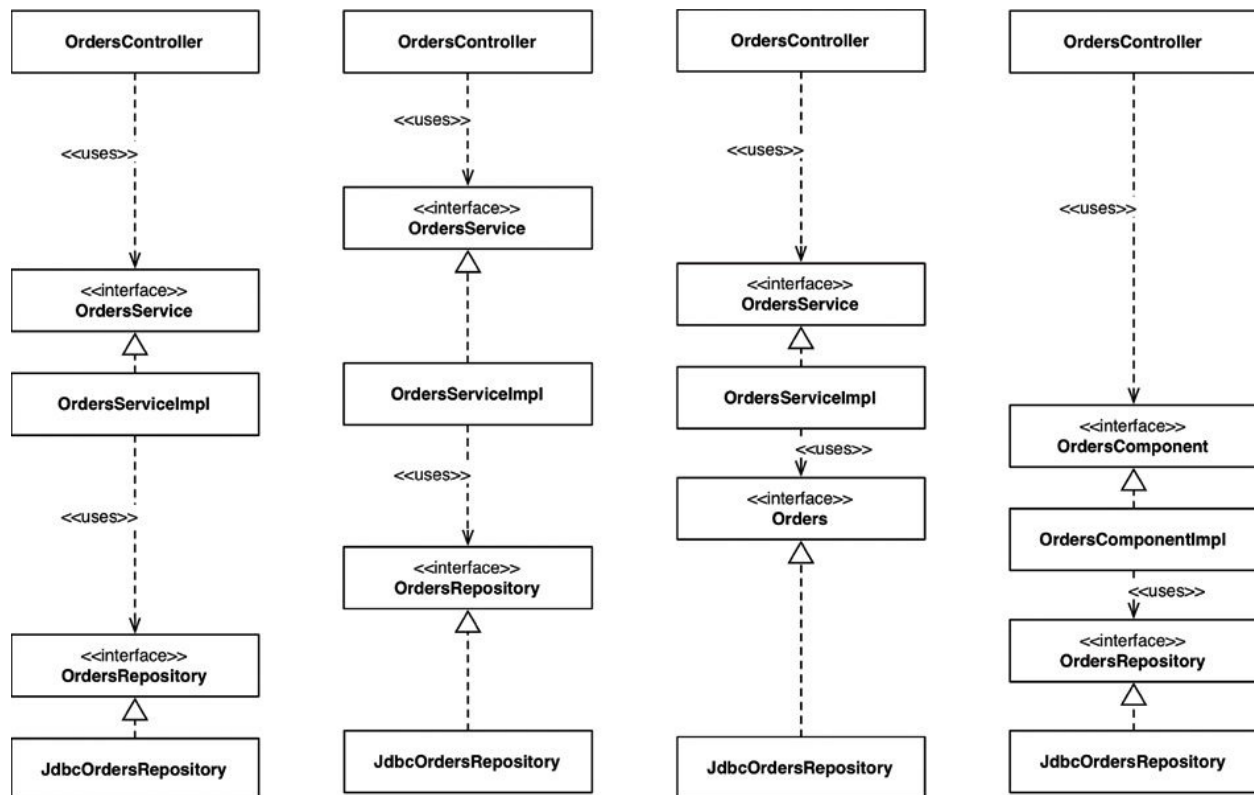 OrdersController
<<uses>>
<<interface>>
OrdersService
OrdersServiceImpl
<<uses>>
<<interface>>
OrdersRepository
JdbcOrdersRepository
OrdersController
<<uses>>
<<interface>>
OrdersService
OrdersServiceImpl
<<uses>>
<<interface>>
OrdersRepository
JdbcOrdersRepository
OrdersController
<<uses>>
<<interface>>
OrdersService
OrdersServiceImpl
<<uses>>
<<interface>>
Orders
JdbcOrdersRepository
OrdersController
<<uses>>
<<interface>>
OrdersComponent
OrdersComponentImpl
<<uses>>
<<interface>>
OrdersRepository
JdbcOrdersRepository